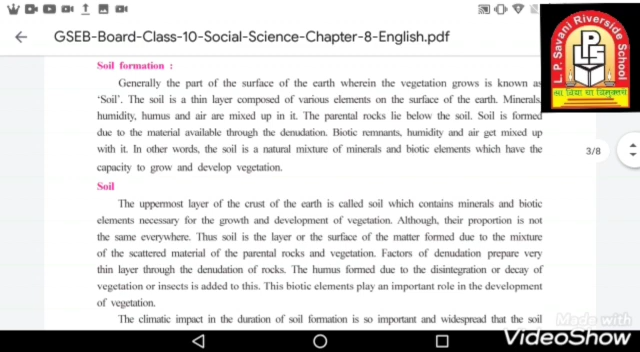 GSEB-Board-Class-10-Social-Science-Chapter-8-English.pdf
L. P. Savani Riverside School
LPS
सा विद्या या विमुक्तये
3/8
Soil formation :
Generally the part of the surface of the earth wherein the vegetation grows is known as
'Soil'. The soil is a thin layer composed of various elements on the surface of the earth. Minerals,
humidity, humus and air are mixed up in it. The parental rocks lie below the soil. Soil is formed
due to the material available through the denudation. Biotic remnants, humidity and air get mixed up
with it. In other words, the soil is a natural mixture of minerals and biotic elements which have the
capacity to grow and develop vegetation.
Soil
The uppermost layer of the crust of the earth is called soil which contains minerals and biotic
elements necessary for the growth and development of vegetation. Although, their proportion is not
the same everywhere. Thus soil is the layer or the surface of the matter formed due to the mixture
of the scattered material of the parental rocks and vegetation. Factors of denudation prepare very
thin layer through the denudation of rocks. The humus formed due to the disintegration or decay of
vegetation or insects is added to this. This biotic elements play an important role in the development
of vegetation.
The climatic impact in the duration of soil formation is so important and widespread that the soil
Made with
VideoShow